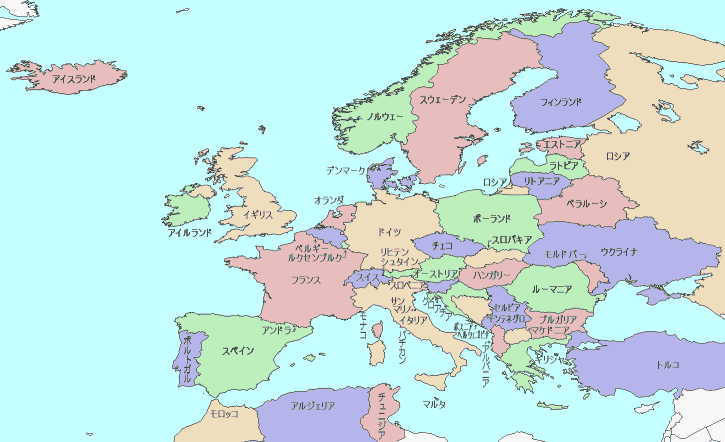 アイスランド
スウェーデン
フィンランド
ノルウェー
エストニア
ロシア
ラトビア
デンマーク
リトアニア
ロシア
オランダ
ベラルーシ
イギリス
ポーランド
アイルランド
ドイツ
チェコ
スロバキア
ベルギー
ルクセンブルク
リヒテン
シュタイン
モルドバー
ウクライナ
フランス
スイス
オーストリア
ハンガリー
スロベニア
ルーマニア
サン
マリノ
クロアチア
セルビア
モンテネグロ
イタリア
ブルガリア
マケドニア
アンドラ
モナコ
バチカン
ボスニア・
ヘルツェゴビナ
スペイン
ポルトガル
アルバニア
ギリシャ
トルコ
マルタ
チュニジア
アルジェリア
モロッコ